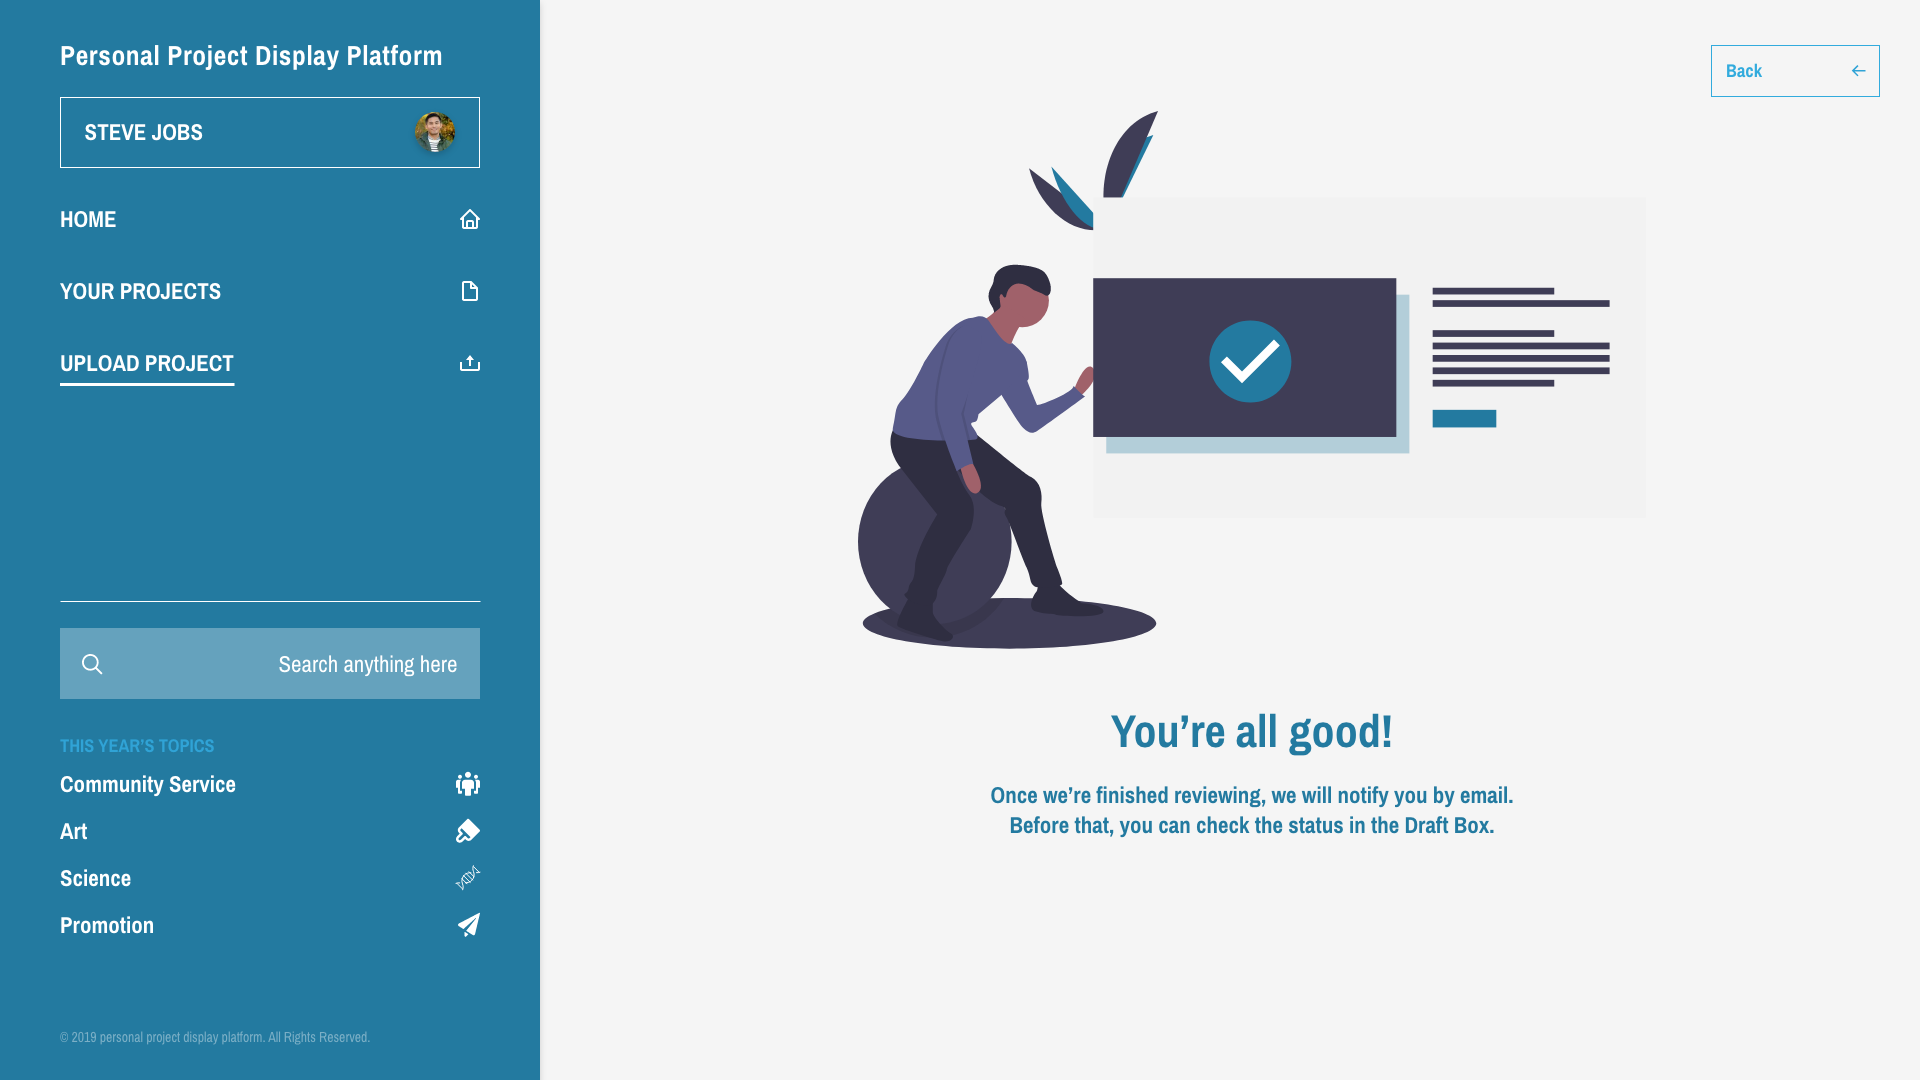 Personal Project Display Platform
STEVE JOBS
HOME
YOUR PROJECTS
UPLOAD PROJECT
Search anything here
THIS YEAR'S TOPICS
Community Service
Art
Science
Promotion
© 2019 personal project display platform. All Rights Reserved.
Back
You’re all good!
Once we’re finished reviewing, we will notify you by email.
Before that, you can check the status in the Draft Box.